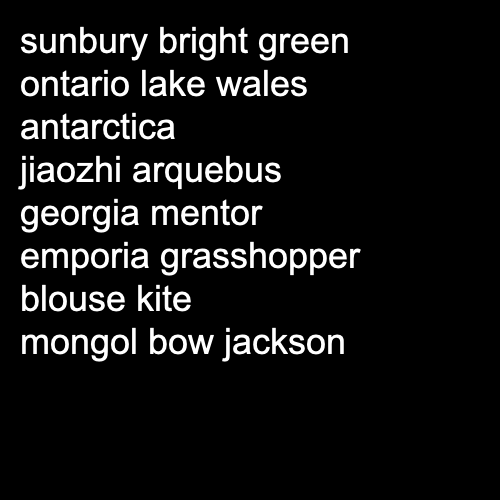 sunbury bright green
ontario lake wales
antarctica
jiaozhi arquebus
georgia mentor
emporia grasshopper
blouse kite
mongol bow jackson